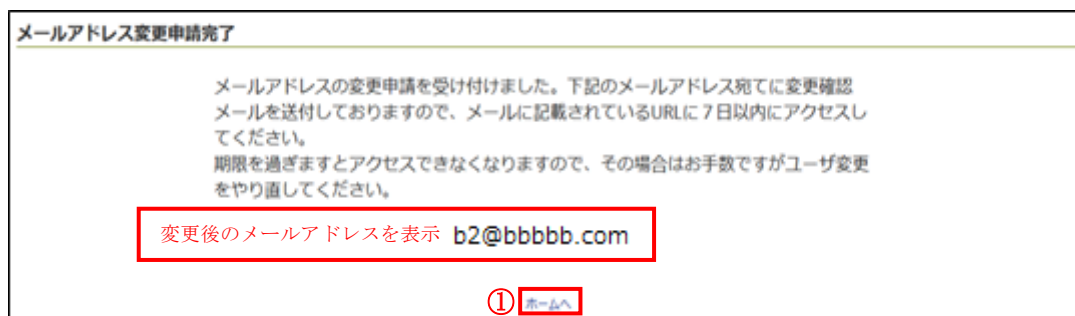 メールアドレス変更申請完了
メールアドレスの変更申請を受け付けました。下記のメールアドレス宛てに変更確認
メールを送付しておりますので、メールに記載されているURLに７日以内にアクセスし
てください。
期限を過ぎますとアクセスできなくなりますので、その場合はお手数ですがユーザ変更
をやり直してください。
変更後のメールアドレスを表示 b2@bbbbb.com
① ホームへ